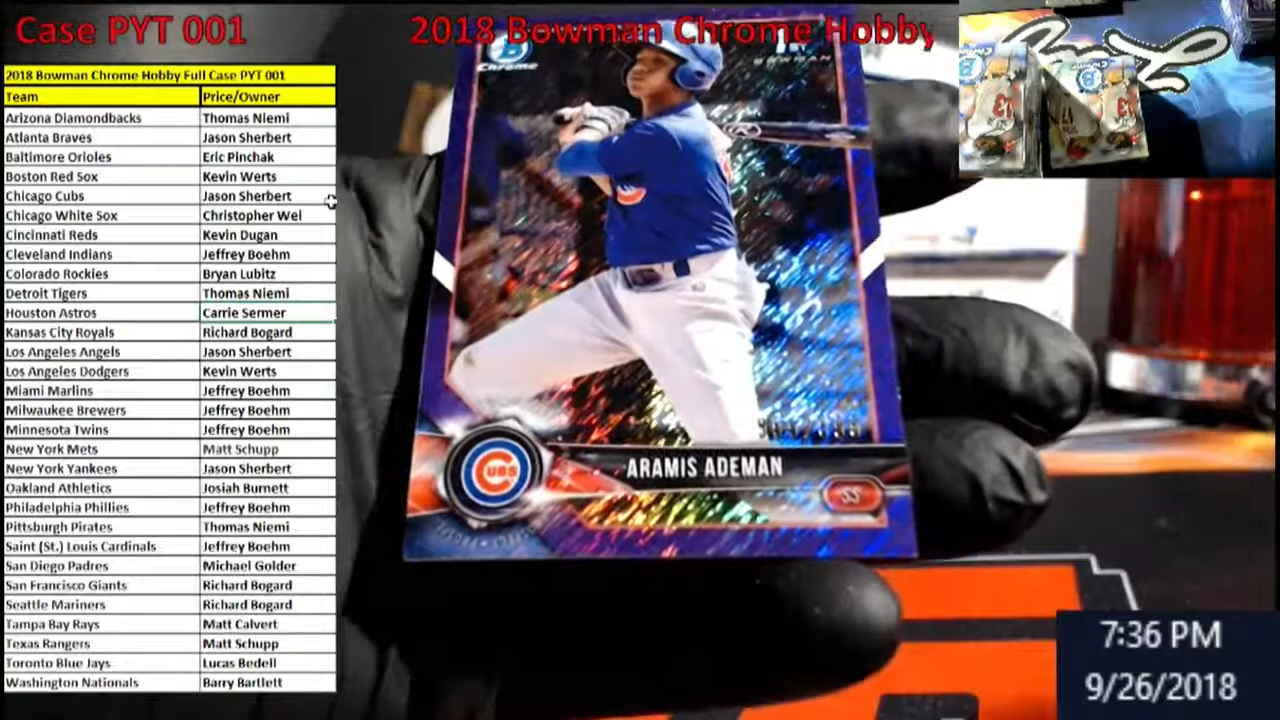 Case PYT 001
2018 Bowman Chrome Hobby
2018 Bowman Chrome Hobby Full Case PYT 001
Team Price/Owner
Arizona Diamondbacks Thomas Niemi
Atlanta Braves Jason Sherbert
Baltimore Orioles Eric Pinchak
Boston Red Sox Kevin Werts
Chicago Cubs Jason Sherbert
Chicago White Sox Christopher Wel
Cincinnati Reds Kevin Dugan
Cleveland Indians Jeffrey Boehm
Colorado Rockies Bryan Lubitz
Detroit Tigers Thomas Niemi
Houston Astros Carrie Sermer
Kansas City Royals Richard Bogard
Los Angeles Angels Jason Sherbert
Los Angeles Dodgers Kevin Werts
Miami Marlins Jeffrey Boehm
Milwaukee Brewers Jeffrey Boehm
Minnesota Twins Jeffrey Boehm
New York Mets Matt Schupp
New York Yankees Jason Sherbert
Oakland Athletics Josiah Burnett
Philadelphia Phillies Jeffrey Boehm
Pittsburgh Pirates Thomas Niemi
Saint (St.) Louis Cardinals Jeffrey Boehm
San Diego Padres Michael Golder
San Francisco Giants Richard Bogard
Seattle Mariners Richard Bogard
Tampa Bay Rays Matt Calvert
Texas Rangers Matt Schupp
Toronto Blue Jays Lucas Bedell
Washington Nationals Barry Bartlett
B
Chrome
BOWMAN
CUBS
ARAMIS ADEMAN
SS
7:36 PM
9/26/2018